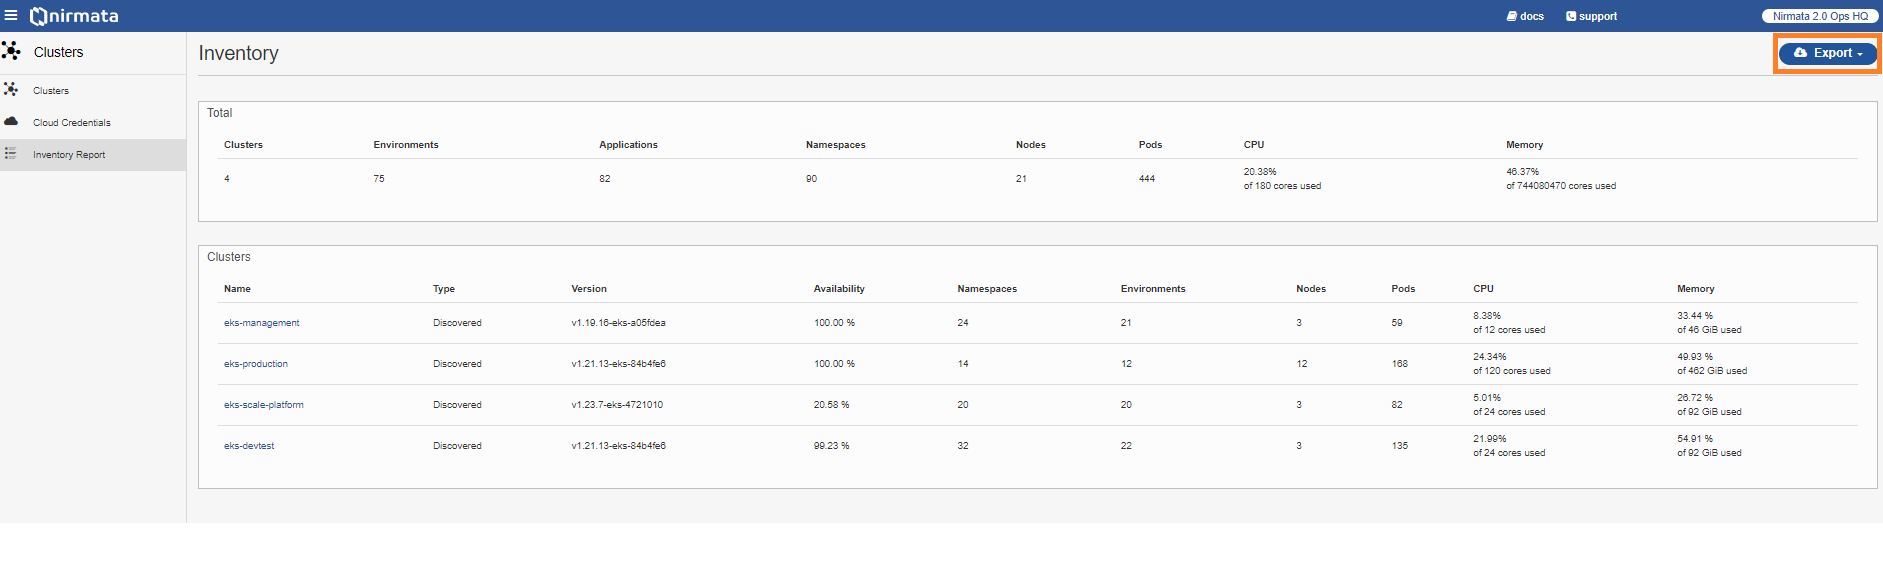 nirmata docs support Nirmata 2.0 Ops HQ
Clusters
Clusters
Cloud Credentials
Inventory Report
Inventory Export
Total
Clusters Environments Applications Namespaces Nodes Pods CPU Memory
4 75 82 90 21 444 20.38% 46.37%
of 180 cores used of 744080470 cores used
Clusters
Name Type Version Availability Namespaces Environments Nodes Pods CPU Memory
eks-management Discovered v1.19.16-eks-a05fdea 100.00 % 24 21 3 59 8.38% 33.44 %
of 12 cores used of 46 GiB used
eks-production Discovered v1.21.13-eks-84b4fe6 100.00 % 14 12 12 168 24.34% 49.93 %
of 120 cores used of 462 GiB used
eks-scale-platform Discovered v1.23.7-eks-4721010 20.58 % 20 20 3 82 5.01% 26.72 %
of 24 cores used of 92 GiB used
eks-devtest Discovered v1.21.13-eks-84b4fe6 99.23 % 32 22 3 135 21.99% 54.91 %
of 24 cores used of 92 GiB used